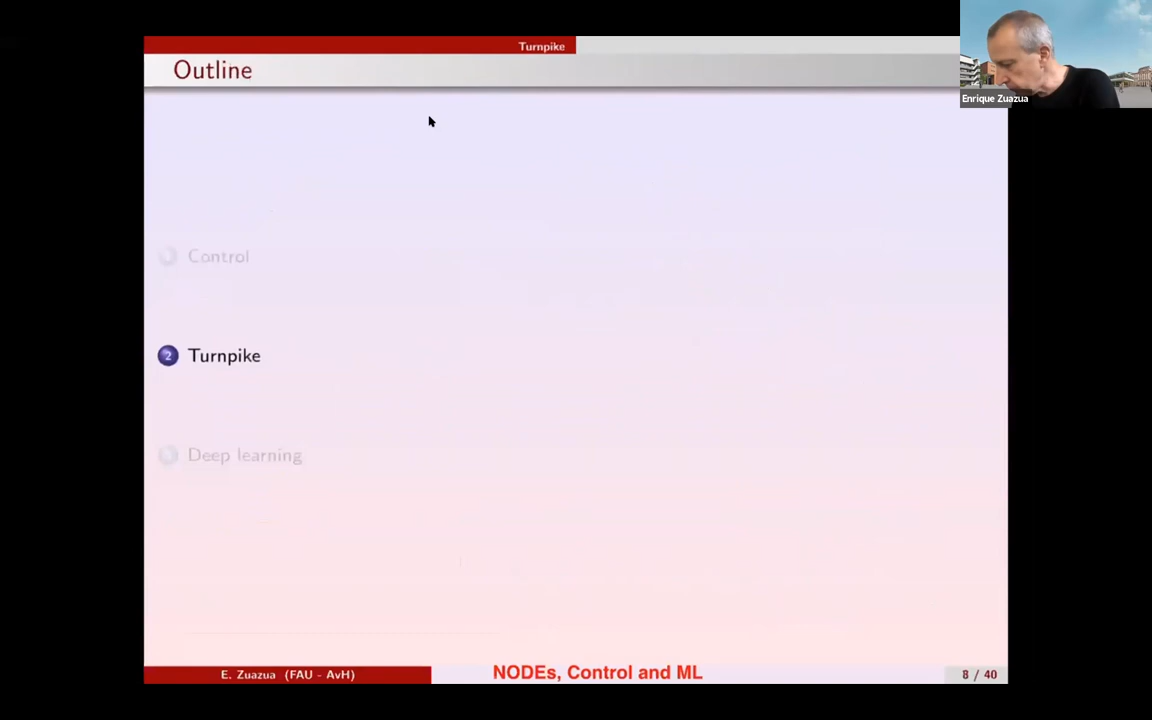 Turnpike
Outline
Enrique Zuazua
Control
2 Turnpike
Deep learning
E. Zuazua (FAU - AvH)
NODEs, Control and ML
8 / 40